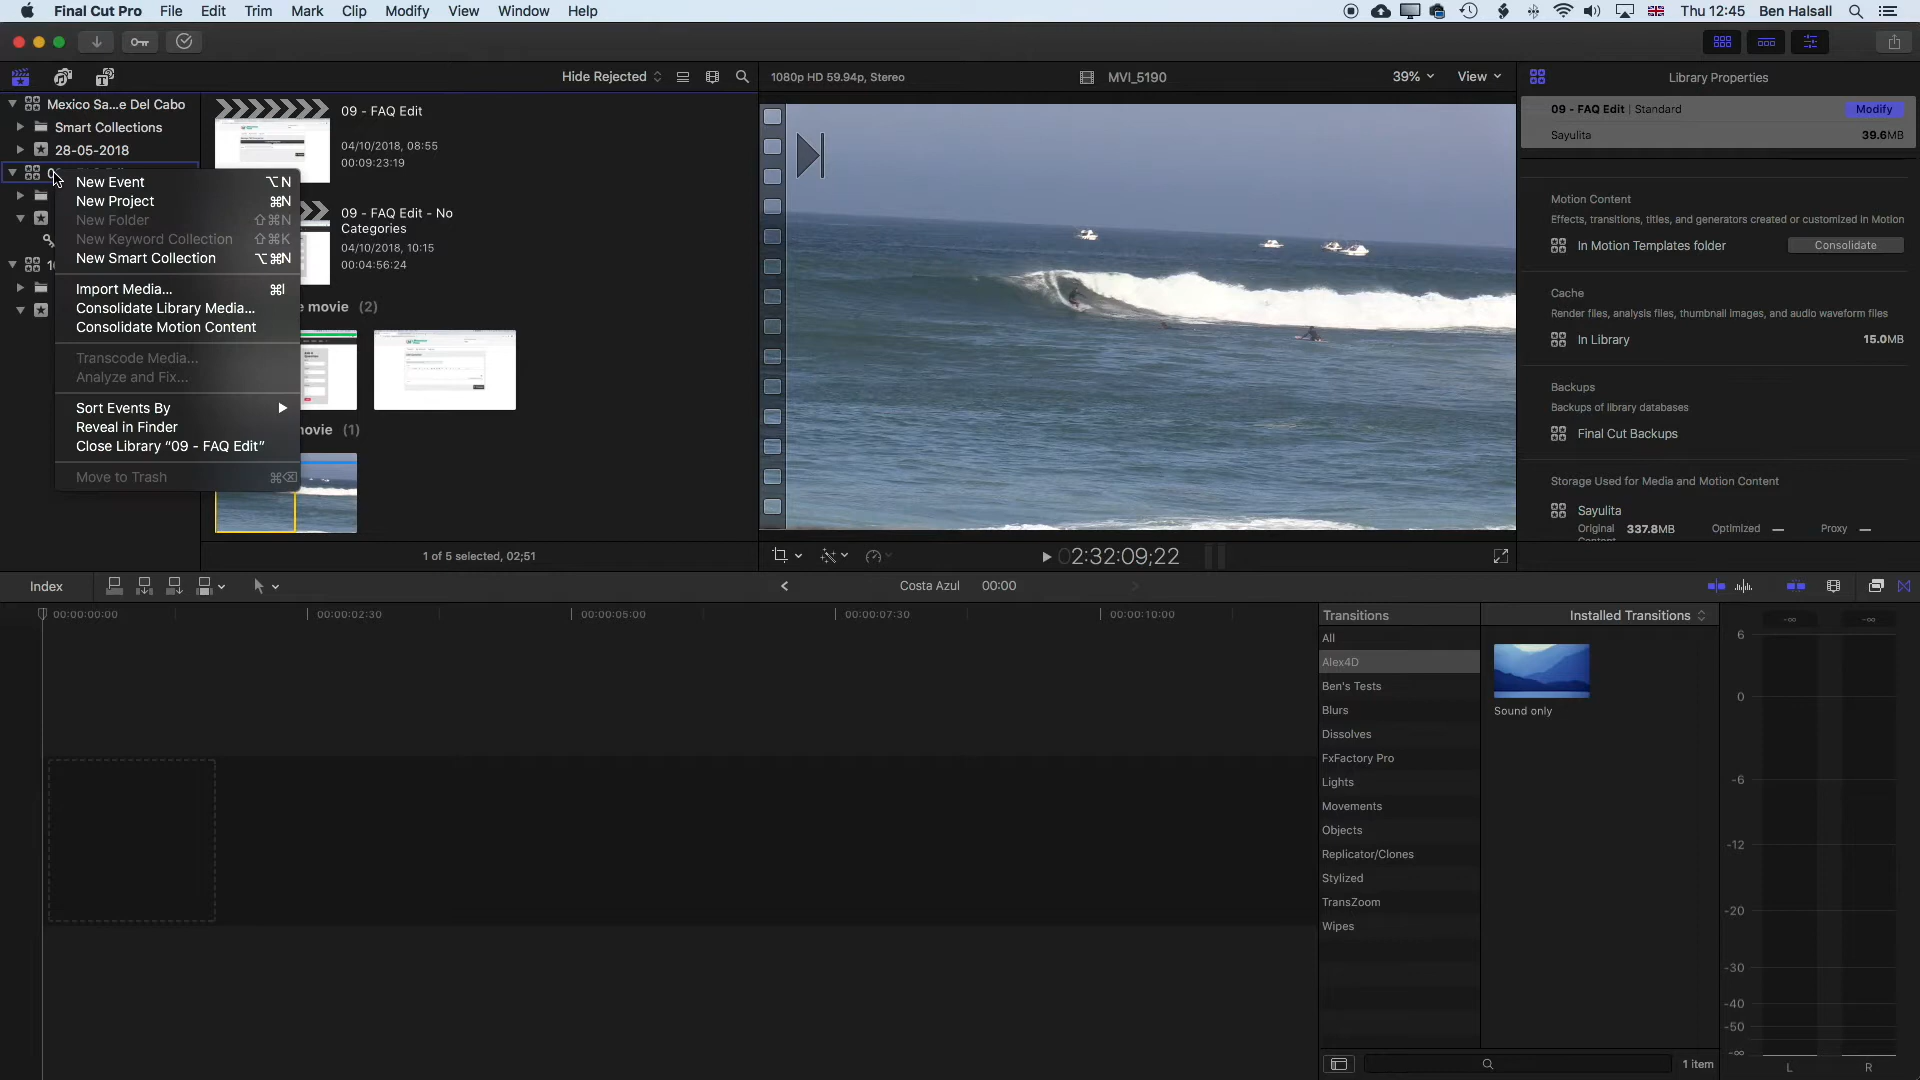 Final Cut Pro File Edit Trim Mark Clip Modify View Window Help Thu 12:45 Ben Halsall
Hide Rejected
1080p HD 59.94p, Stereo MVI_5190 39% View
Library Properties
Mexico Sa...e Del Cabo
Smart Collections
28-05-2018
New Event ⌥N
New Project ⌘N
New Folder ⇧⌘N
New Keyword Collection ⇧⌘K
New Smart Collection ⌥⌘N
Import Media... ⌘I
Consolidate Library Media...
Consolidate Motion Content
Transcode Media...
Analyze and Fix...
Sort Events By
Reveal in Finder
Close Library “09 - FAQ Edit”
Move to Trash ⌘⌫
09 - FAQ Edit
04/10/2018, 08:55
00:09:23:19
09 - FAQ Edit - No
Categories
04/10/2018, 10:15
00:04:56:24
e movie (2)
ovie (1)
1 of 5 selected, 02;51
02:32:09;22
09 - FAQ Edit | Standard Modify
Sayulita 39.6MB
Motion Content
Effects, transitions, titles, and generators created or customized in Motion
In Motion Templates folder Consolidate
Cache
Render files, analysis files, thumbnail images, and audio waveform files
In Library 15.0MB
Backups
Backups of library databases
Final Cut Backups
Storage Used for Media and Motion Content
Sayulita
Original 337.8MB Optimized — Proxy —
Index Costa Azul 00:00
00:00:00:00 00:00:02:30 00:00:05:00 00:00:07:30 00:00:10:00
Transitions Installed Transitions
All
Alex4D
Ben's Tests
Blurs
Dissolves
FxFactory Pro
Lights
Movements
Objects
Replicator/Clones
Stylized
TransZoom
Wipes
Sound only
1 item
-∞ -∞
6
0
-6
-12
-20
-30
-40
-50
-∞
L R